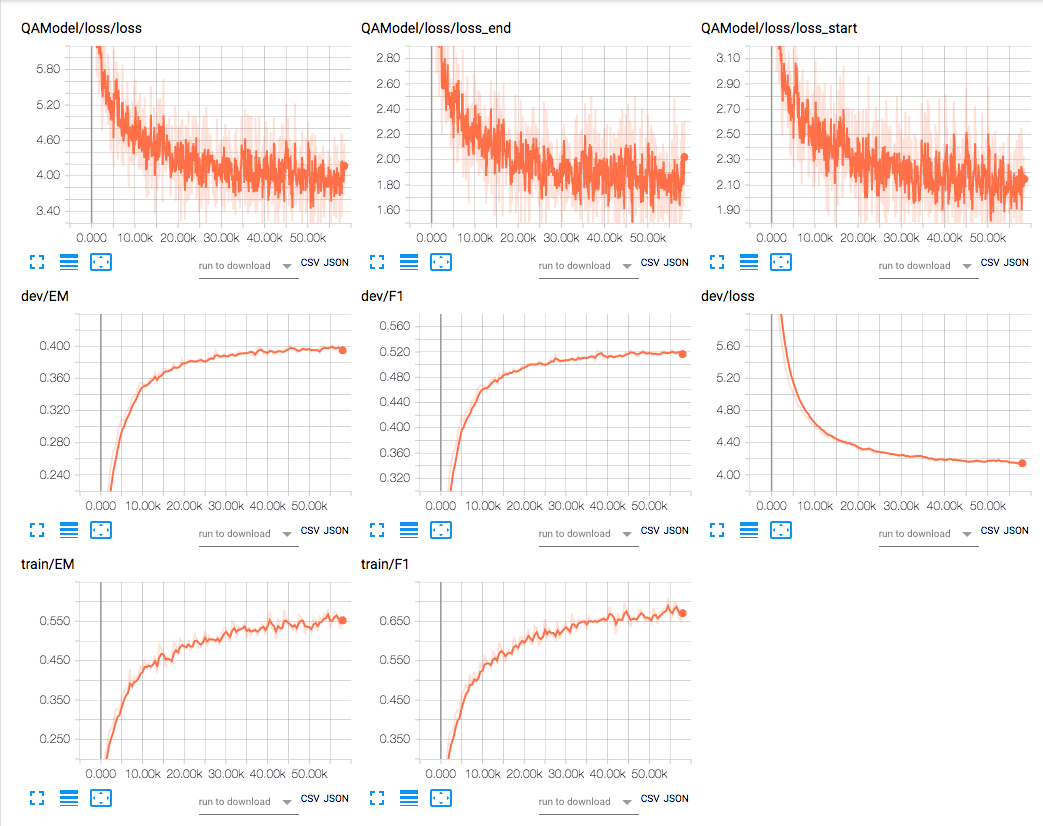 QAModel/loss/loss QAModel/loss/loss_end QAModel/loss/loss_start
5.80 2.80 3.10
2.60 2.90
5.20 2.40 2.70
4.60 2.20 2.50
4.00 2.00 2.30
1.80 2.10
3.40 1.60 1.90
0.000 10.00k 20.00k 30.00k 40.00k 50.00k 0.000 10.00k 20.00k 30.00k 40.00k 50.00k 0.000 10.00k 20.00k 30.00k 40.00k 50.00k
run to download CSV JSON run to download CSV JSON run to download CSV JSON
dev/EM dev/F1 dev/loss
0.400 0.560 5.60
0.520
0.360 0.480 5.20
0.320 0.440 4.80
0.280 0.400 4.40
0.360
0.240 0.320 4.00
0.000 10.00k 20.00k 30.00k 40.00k 50.00k 0.000 10.00k 20.00k 30.00k 40.00k 50.00k 0.000 10.00k 20.00k 30.00k 40.00k 50.00k
run to download CSV JSON run to download CSV JSON run to download CSV JSON
train/EM train/F1
0.550 0.650
0.450 0.550
0.350 0.450
0.250 0.350
0.000 10.00k 20.00k 30.00k 40.00k 50.00k 0.000 10.00k 20.00k 30.00k 40.00k 50.00k
run to download CSV JSON run to download CSV JSON